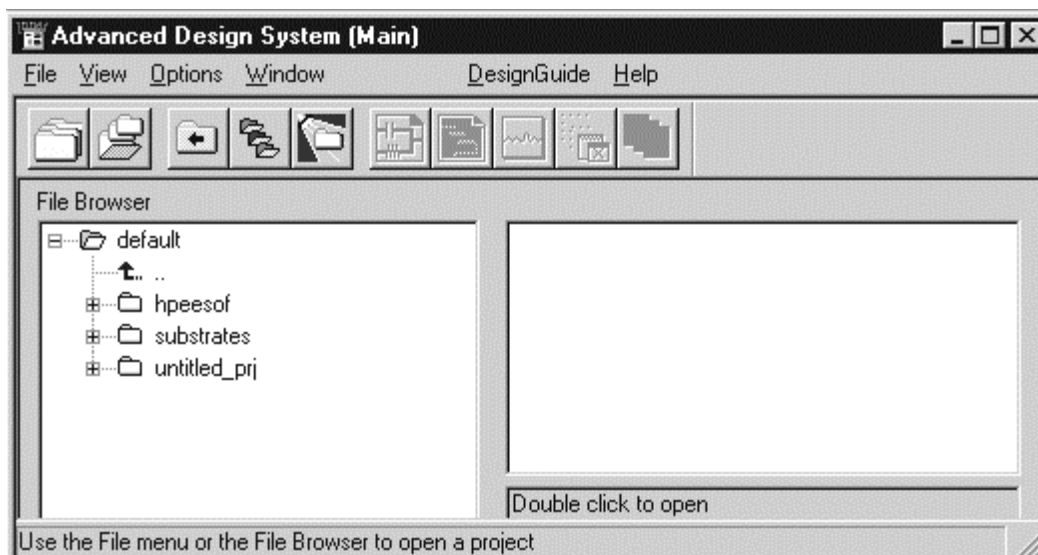 Advanced Design System (Main)
File View Options Window DesignGuide Help
File Browser
default
..
hpeesof
substrates
untitled_prj
Double click to open
Use the File menu or the File Browser to open a project